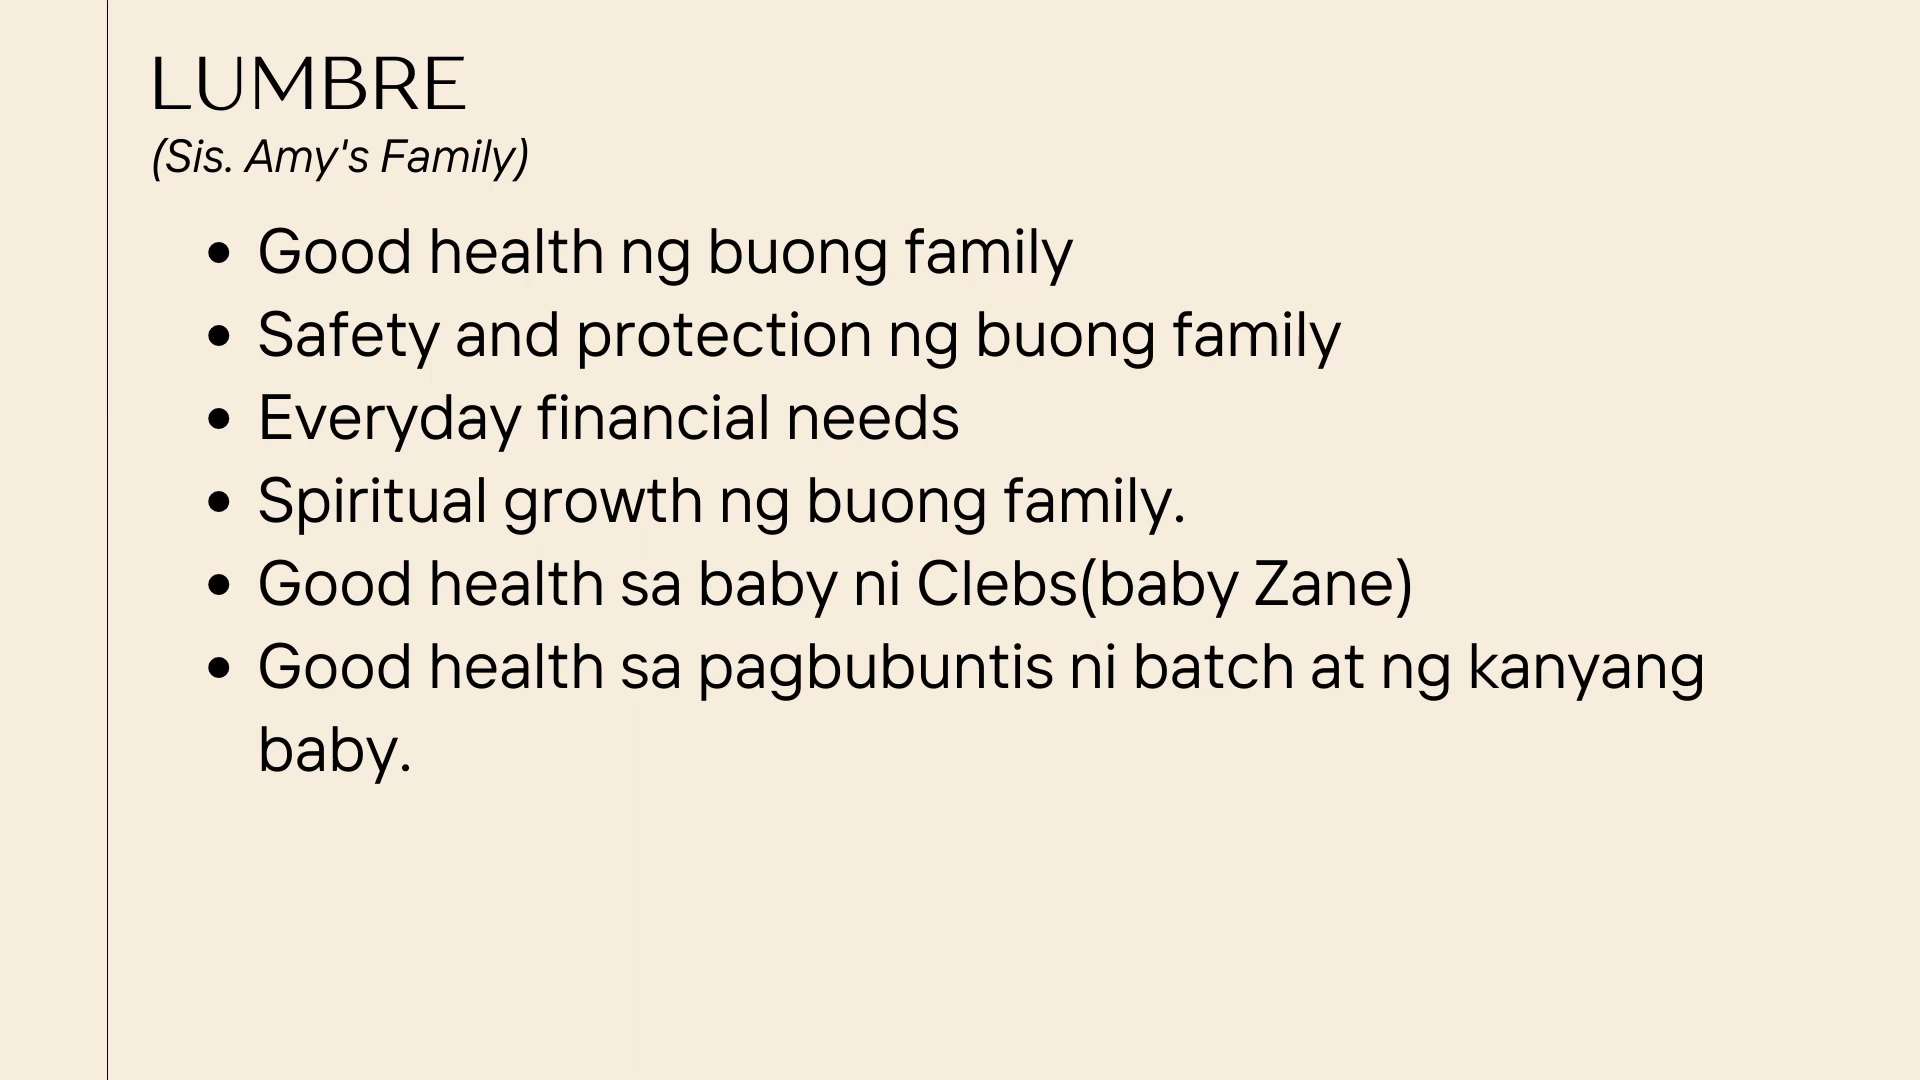 LUMBRE
(Sis. Amy's Family)
• Good health ng buong family
• Safety and protection ng buong family
• Everyday financial needs
• Spiritual growth ng buong family.
• Good health sa baby ni Clebs(baby Zane)
• Good health sa pagbubuntis ni batch at ng kanyang
baby.